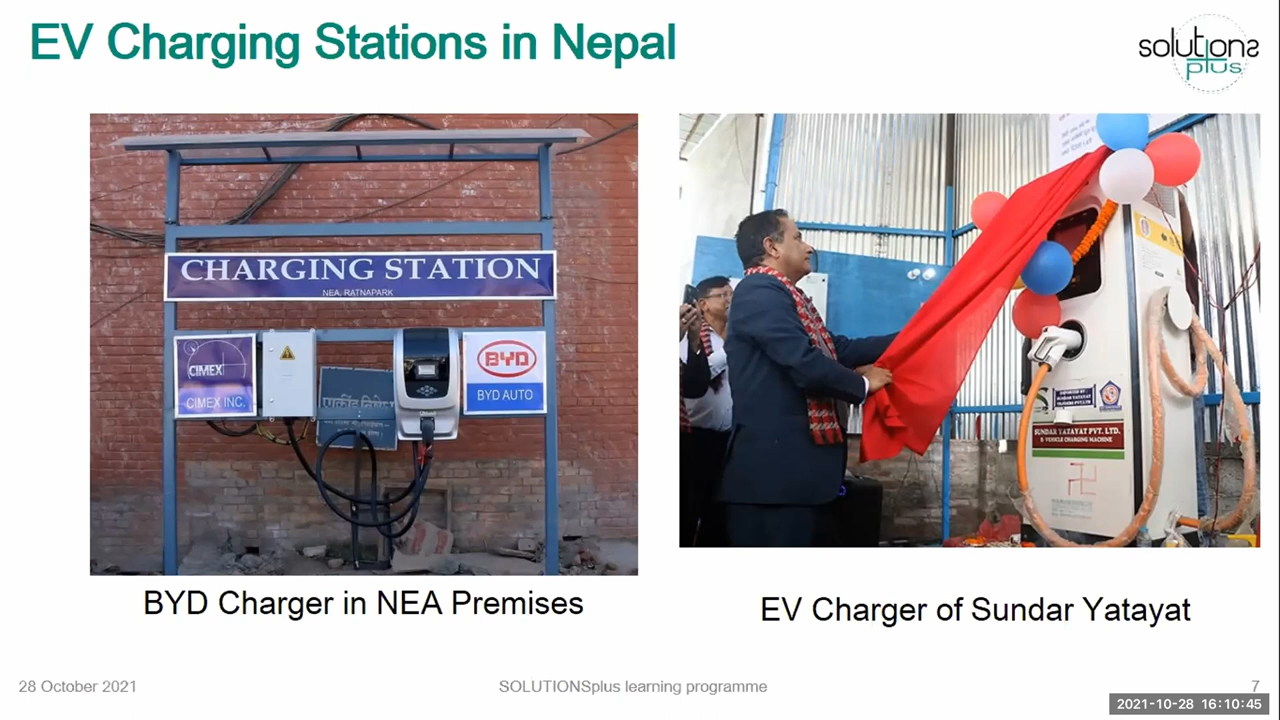 EV Charging Stations in Nepal
solutions
plus
CHARGING STATION
NEA, RATNAPARK
CIMEX
CIMEX INC.
BYD
BYD AUTO
SUNDAR YATAYAT PVT. LTD.
E-VEHICLE CHARGING MACHINE
BYD Charger in NEA Premises
EV Charger of Sundar Yatayat
28 October 2021
SOLUTIONSplus learning programme
7
2021-10-28 16:10:45